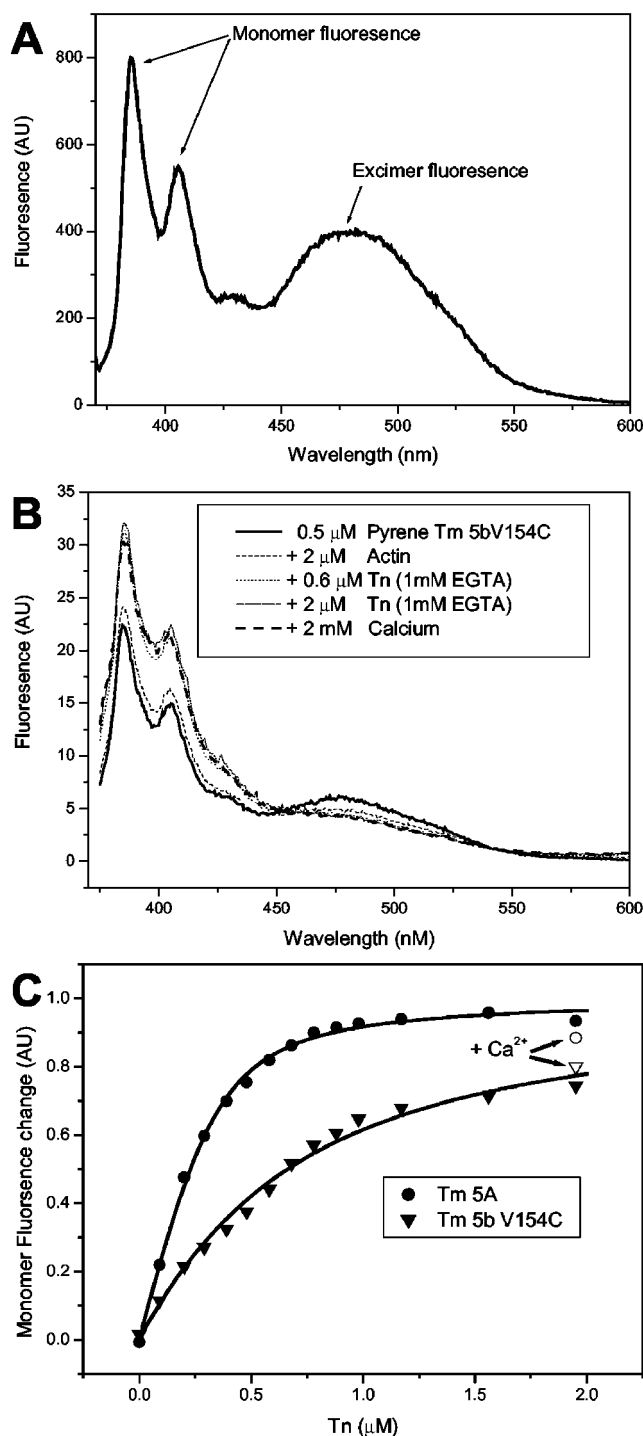 A
Monomer fluoresence
Excimer fluoresence
Fluoresence (AU)
800
600
400
200
0
400
450
500
550
600
Wavelength (nm)
B
0.5 μM Pyrene Tm 5bV154C
+ 2 μM Actin
+ 0.6 μM Tn (1mM EGTA)
+ 2 μM Tn (1mM EGTA)
+ 2 mM Calcium
Fluoresence (AU)
35
30
25
20
15
10
5
0
400
450
500
550
600
Wavelength (nM)
C
+ Ca2+
Tm 5A
Tm 5b V154C
Monomer Fluorsence change (AU)
1.0
0.8
0.6
0.4
0.2
0.0
0.0
0.5
1.0
1.5
2.0
Tn (μM)